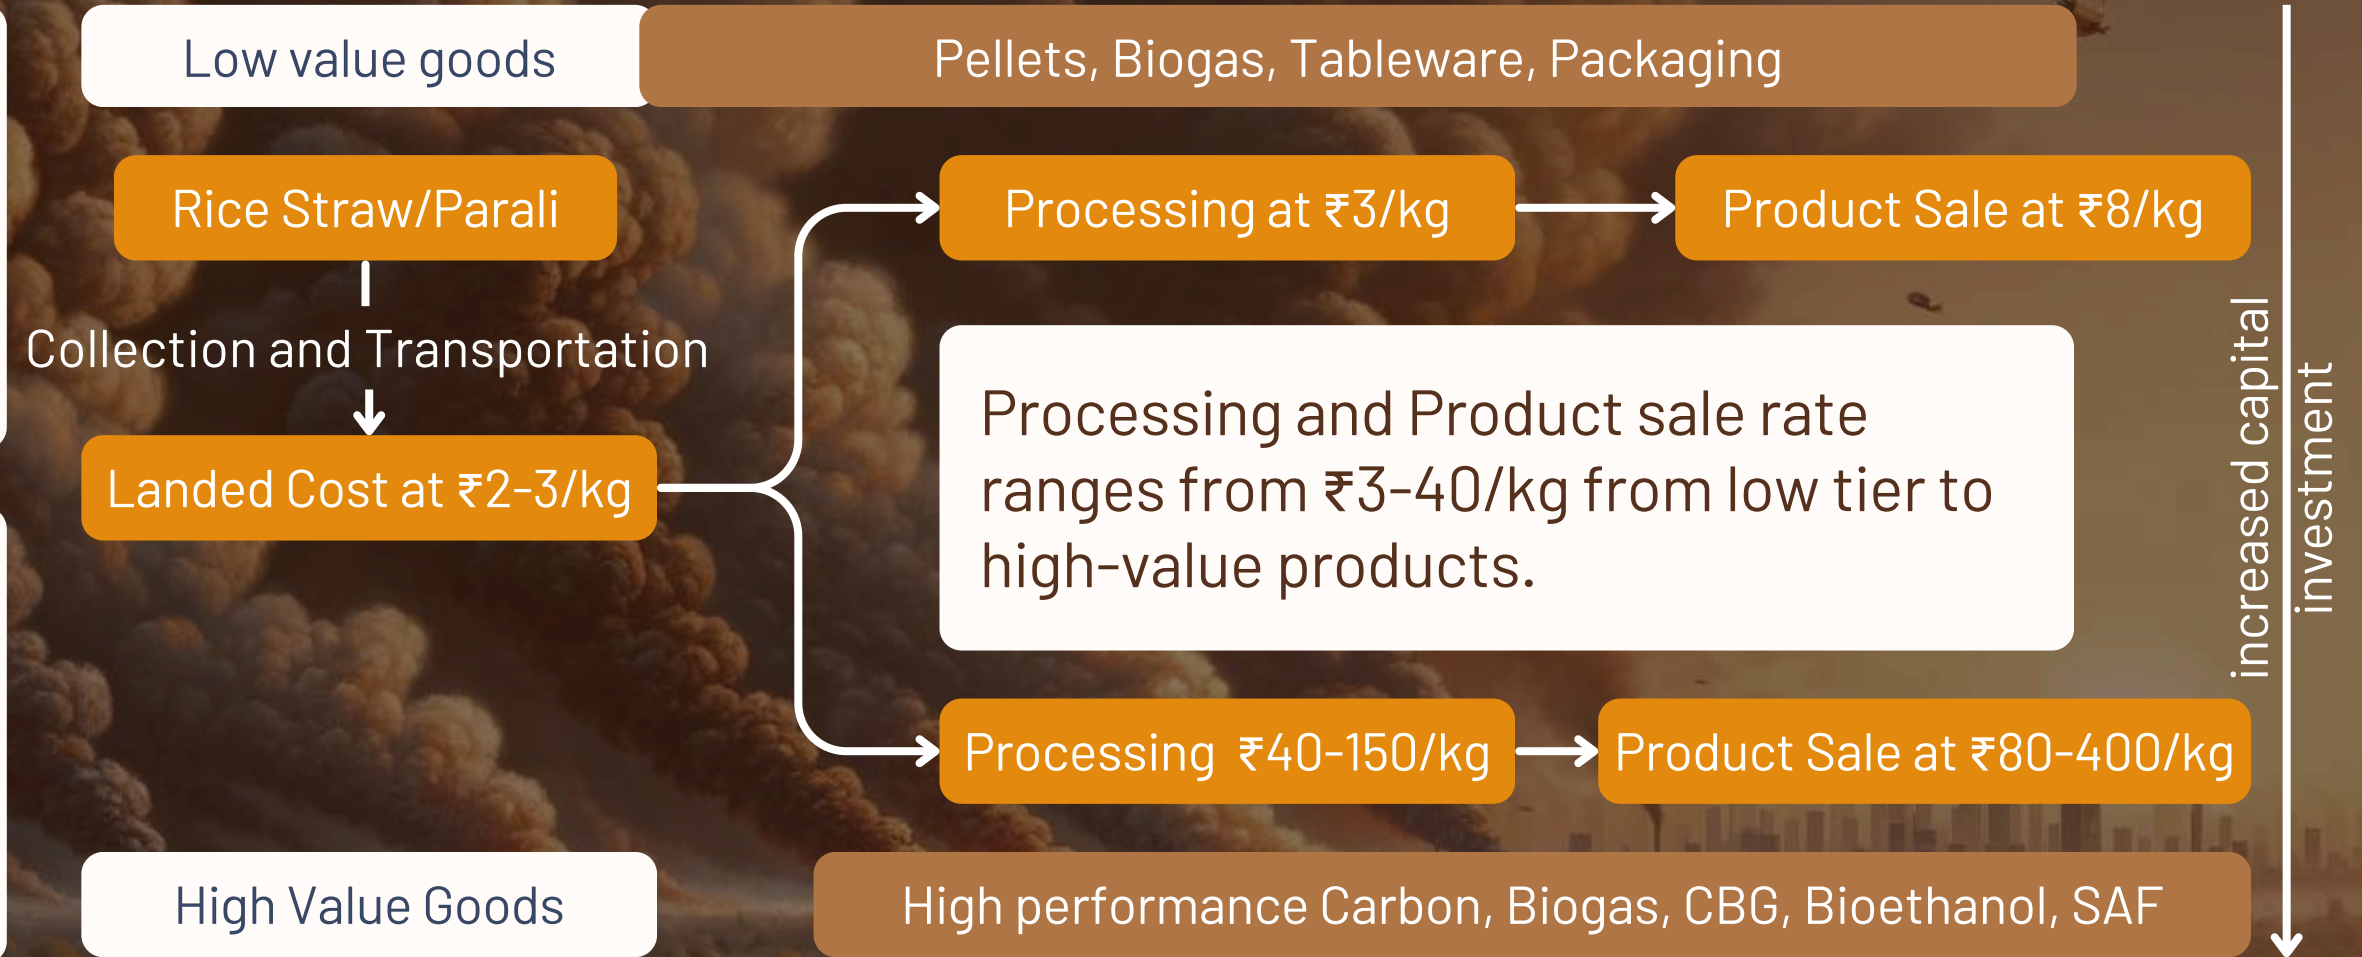 Low value goods
Pellets, Biogas, Tableware, Packaging
Rice Straw/Parali
Processing at ₹3/kg
Product Sale at ₹8/kg
Collection and Transportation
Landed Cost at ₹2-3/kg
Processing and Product sale rate
ranges from ₹3-40/kg from low tier to
high-value products.
increased capital
investment
Processing ₹40-150/kg
Product Sale at ₹80-400/kg
High Value Goods
High performance Carbon, Biogas, CBG, Bioethanol, SAF